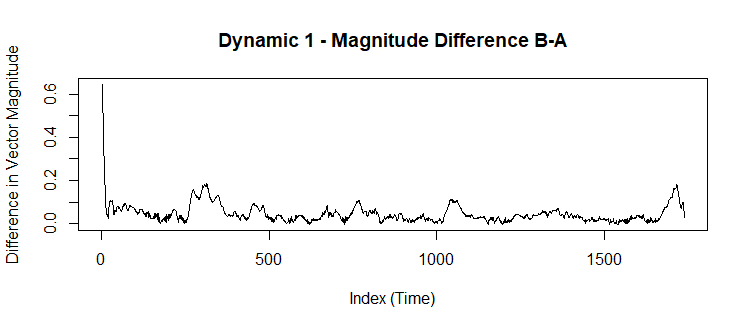 Dynamic 1 - Magnitude Difference B-A
Difference in Vector Magnitude
0.6
0.4
0.2
0.0
0 500 1000 1500
Index (Time)